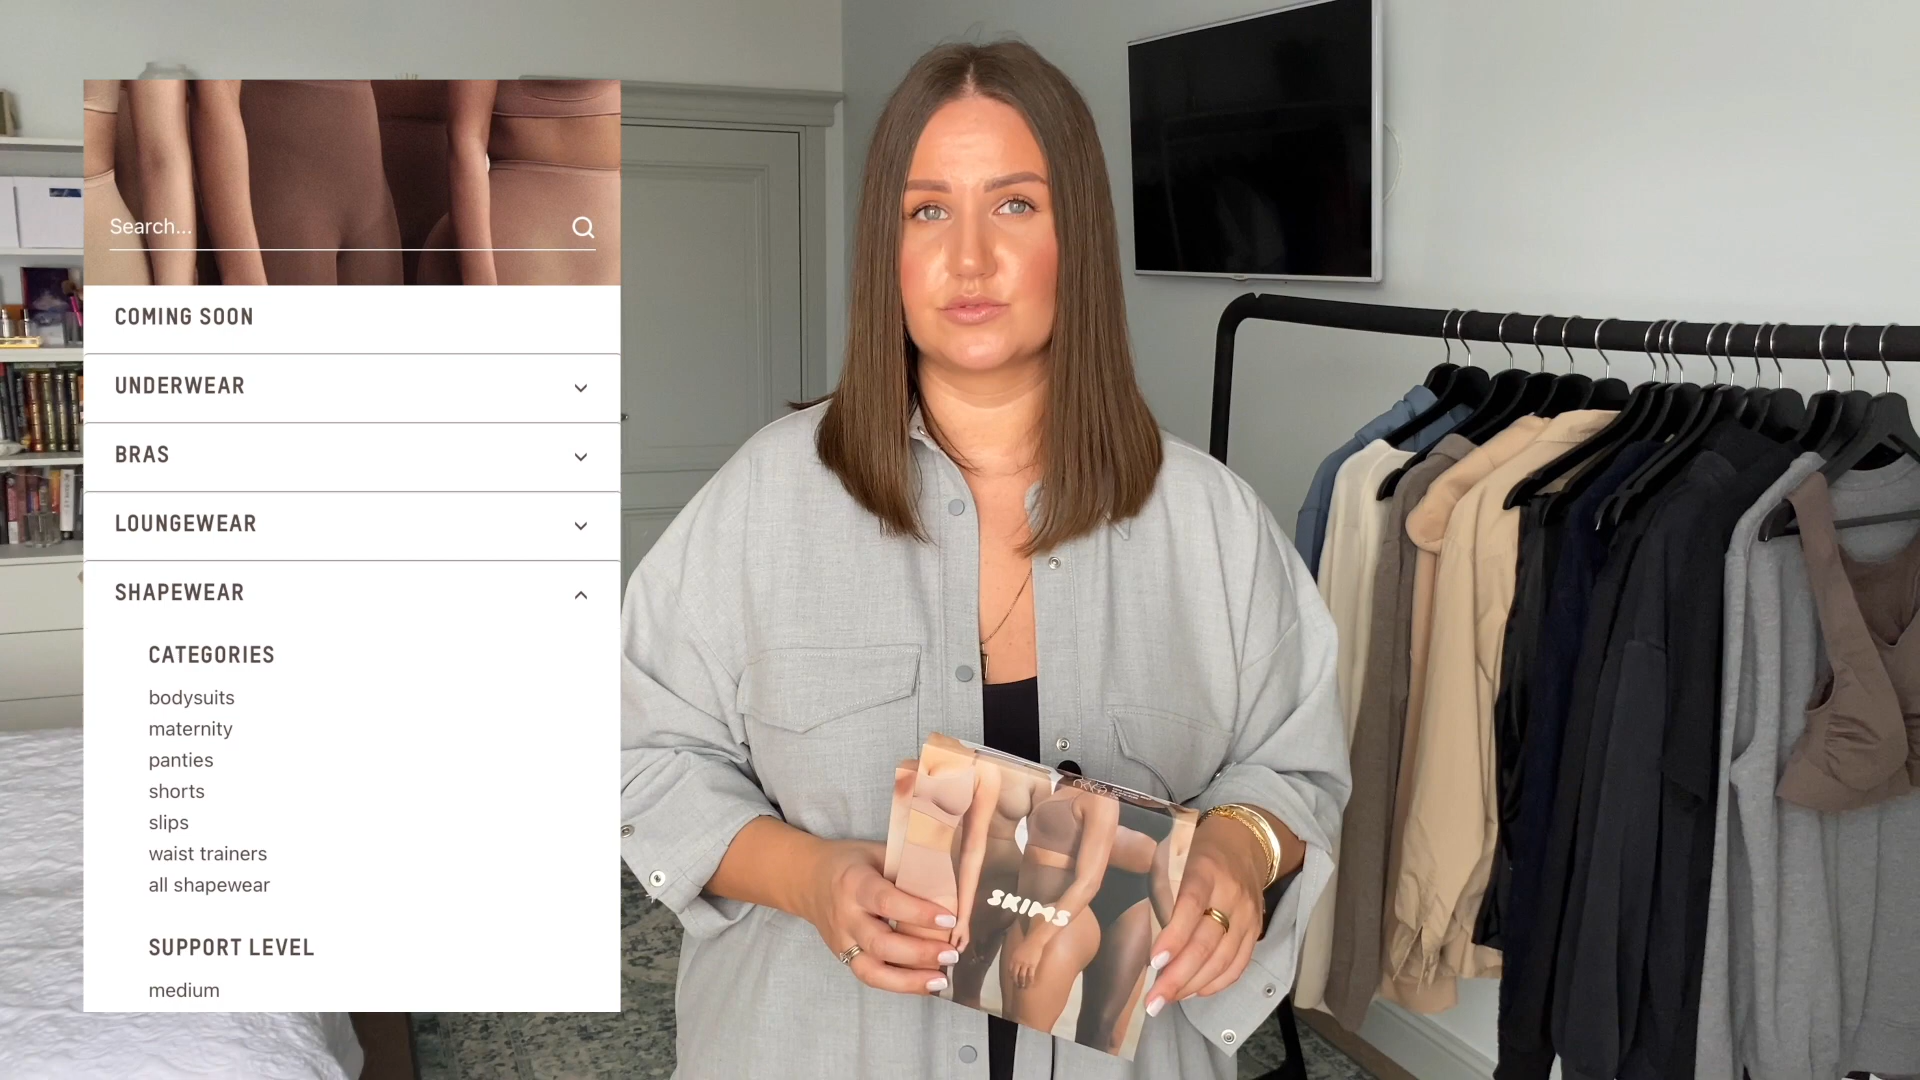 Search...
COMING SOON
UNDERWEAR
BRAS
LOUNGEWEAR
SHAPEWEAR
CATEGORIES
bodysuits
maternity
panties
shorts
slips
waist trainers
all shapewear
SUPPORT LEVEL
medium
SKIMS